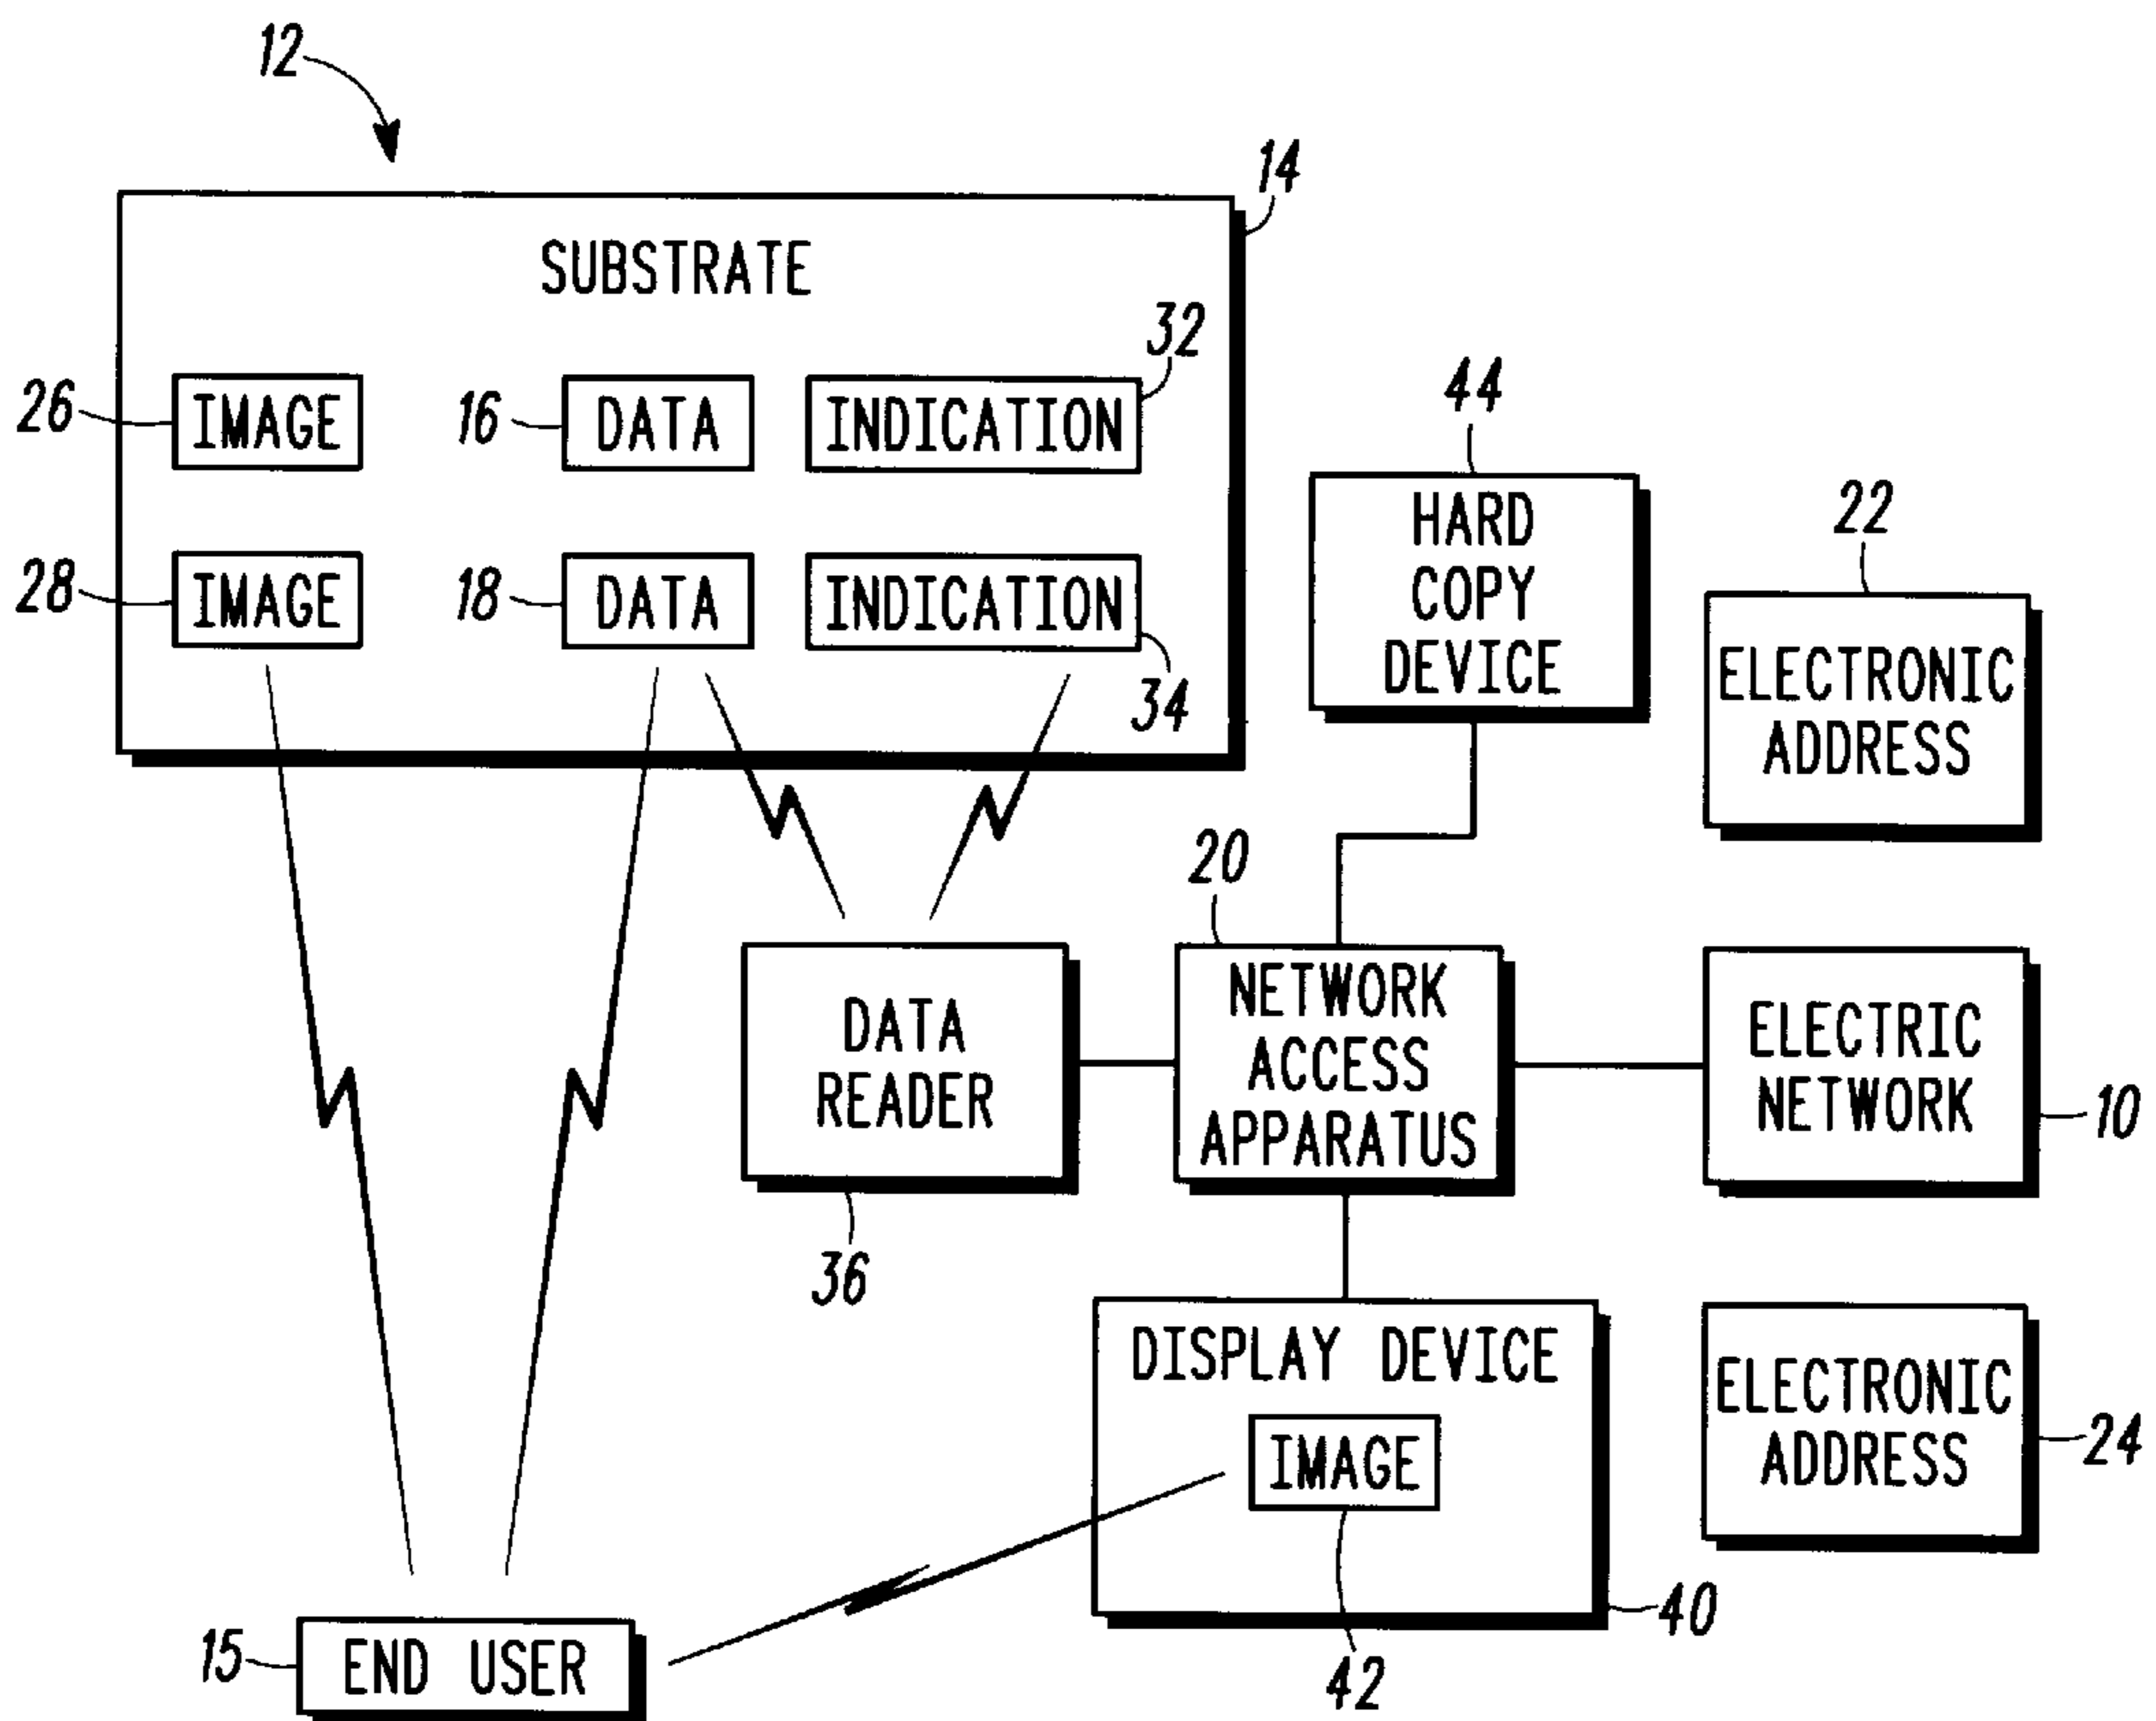 12
14
SUBSTRATE
32
26 IMAGE 16 DATA INDICATION
28 IMAGE 18 DATA INDICATION
34
44
HARD
COPY
DEVICE
22
ELECTRONIC
ADDRESS
20
NETWORK
ACCESS
APPARATUS
DATA
READER
36
ELECTRIC
NETWORK
10
DISPLAY DEVICE
IMAGE
40
42
ELECTRONIC
ADDRESS
24
15 END USER